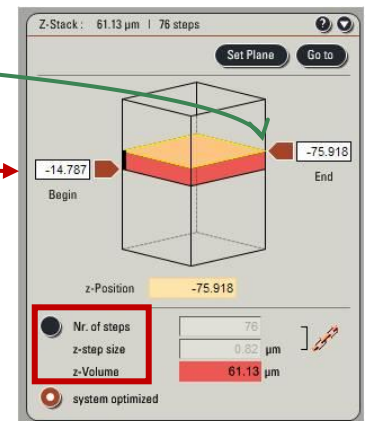 Z-Stack: 61.13 µm | 76 steps
Set Plane Go to
-14.787 -75.918
Begin End
z-Position -75.918
Nr. of steps 76
z-step size 0.82 µm
z-Volume 61.13 µm
system optimized